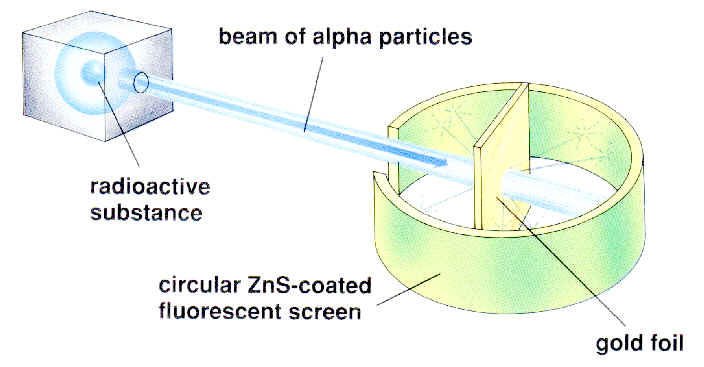 beam of alpha particles
radioactive
substance
circular ZnS-coated
fluorescent screen
gold foil